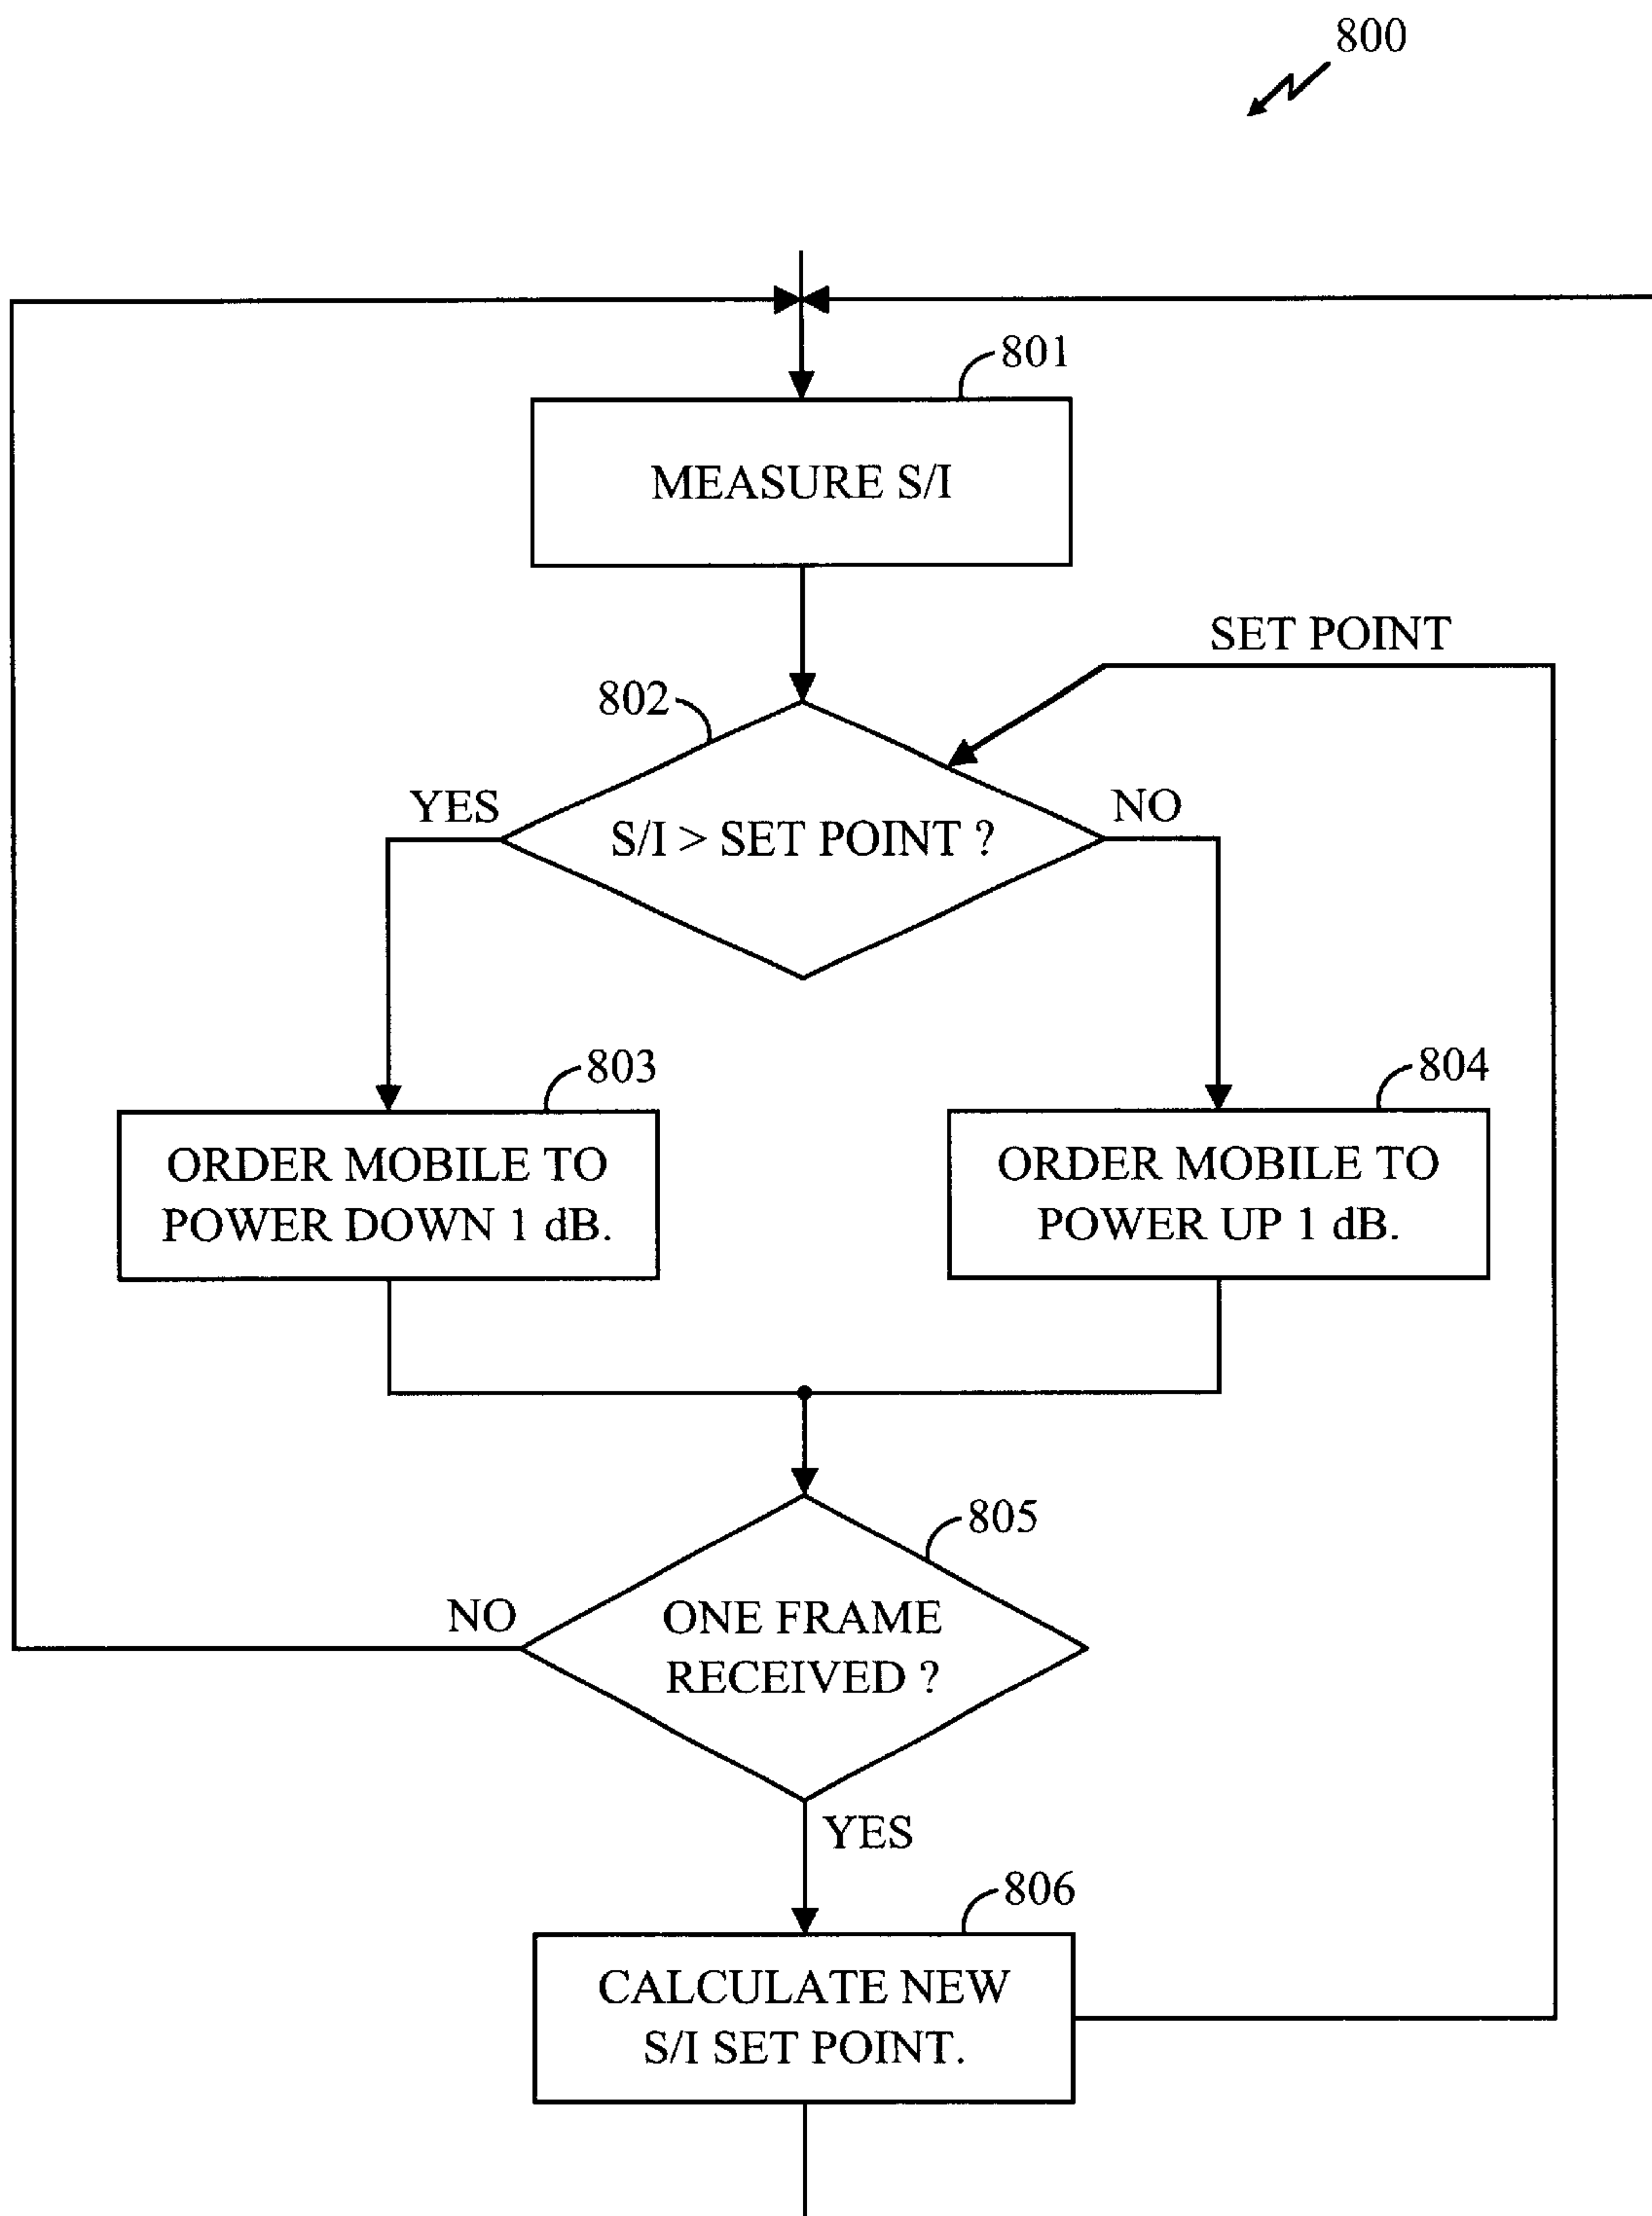 800
801
MEASURE S/I
SET POINT
802
YES
S/I > SET POINT ?
NO
803
804
ORDER MOBILE TO
POWER DOWN 1 dB.
ORDER MOBILE TO
POWER UP 1 dB.
805
NO
ONE FRAME
RECEIVED ?
YES
806
CALCULATE NEW
S/I SET POINT.